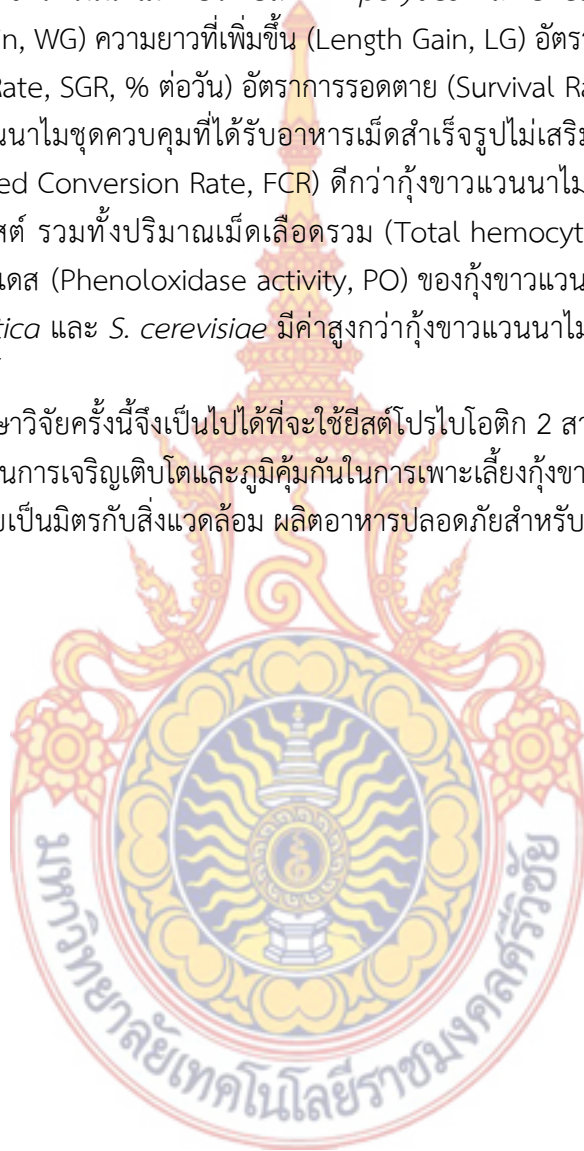 in, WG) ความยาวที่เพิ่มขึ้น (Length Gain, LG) อัตรา
Rate, SGR, % ต่อวัน) อัตราการรอดตาย (Survival Ra
นนาไมชุดควบคุมที่ได้รับอาหารเม็ดสำเร็จรูปไม่เสริม
ed Conversion Rate, FCR) ดีกว่ากุ้งขาวแวนนาไม
สต์ รวมทั้งปริมาณเม็ดเลือดรวม (Total hemocyt
เดส (Phenoloxidase activity, PO) ของกุ้งขาวแวน
tica และ S. cerevisiae มีค่าสูงกว่ากุ้งขาวแวนนาไม
ษาวิจัยครั้งนี้จึงเป็นไปได้ที่จะใช้ยีสต์โปรไบโอติก 2 สา
นการเจริญเติบโตและภูมิคุ้มกันในการเพาะเลี้ยงกุ้งขา
ยเป็นมิตรกับสิ่งแวดล้อม ผลิตอาหารปลอดภัยสำหรับ
มหาวิทยาลัยเทคโนโลยีราชมงคลศรีวิชัย